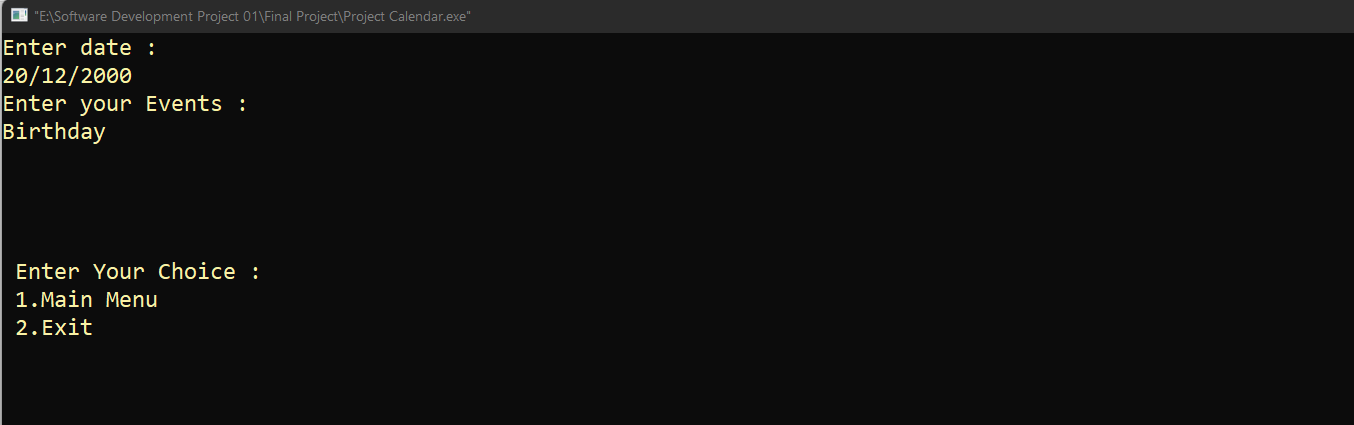 "E:\Software Development Project 01\Final Project\Project Calendar.exe"
Enter date :
20/12/2000
Enter your Events :
Birthday
Enter Your Choice :
1.Main Menu
2.Exit